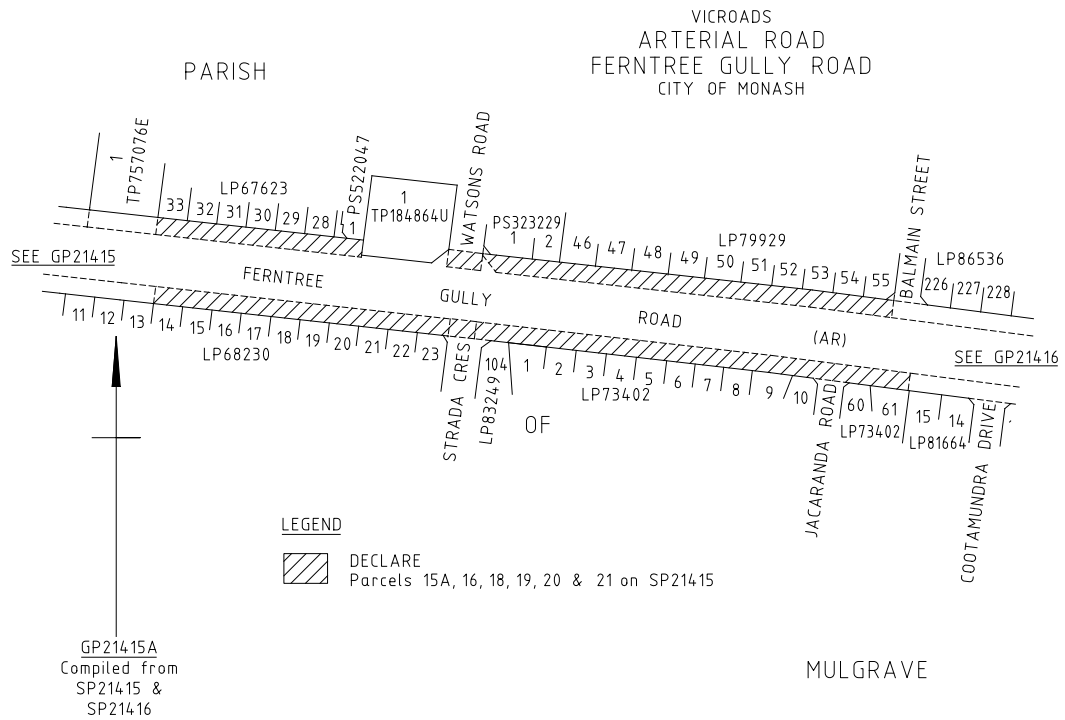 VICROADS
ARTERIAL ROAD
FERNTREE GULLY ROAD
CITY OF MONASH
PARISH
1
TP757076E
33 32 31 30 29 28
LP67623
1
PS522047
1
TP184864U
WATSONS ROAD
PS323229
1 2
46 47 48 49 50 51 52 53 54 55
LP79929
BALMAIN STREET
LP86536
226 227 228
SEE GP21415
FERNTREE GULLY ROAD (AR)
SEE GP21416
11 12 13 14 15 16 17 18 19 20 21 22 23
LP68230
STRADA CRES
104
LP83249
1 2 3 4 5 6 7 8 9 10
LP73402
JACARANDA ROAD
60 61
LP73402
15 14
LP81664
COOTAMUNDRA DRIVE
OF
LEGEND
DECLARE
Parcels 15A, 16, 18, 19, 20 & 21 on SP21415
GP21415A
Compiled from
SP21415 &
SP21416
MULGRAVE